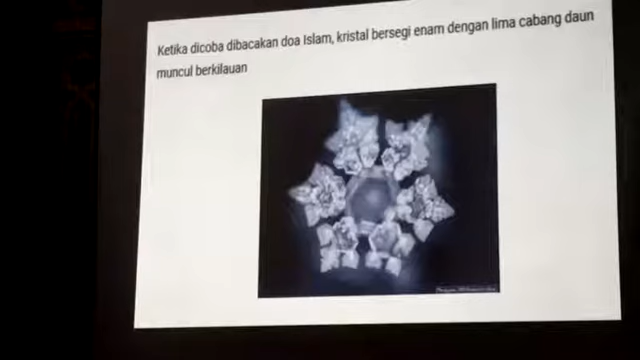 Ketika dicoba dibacakan doa Islam, kristal bersegi enam dengan lima cabang daun
muncul berkilauan